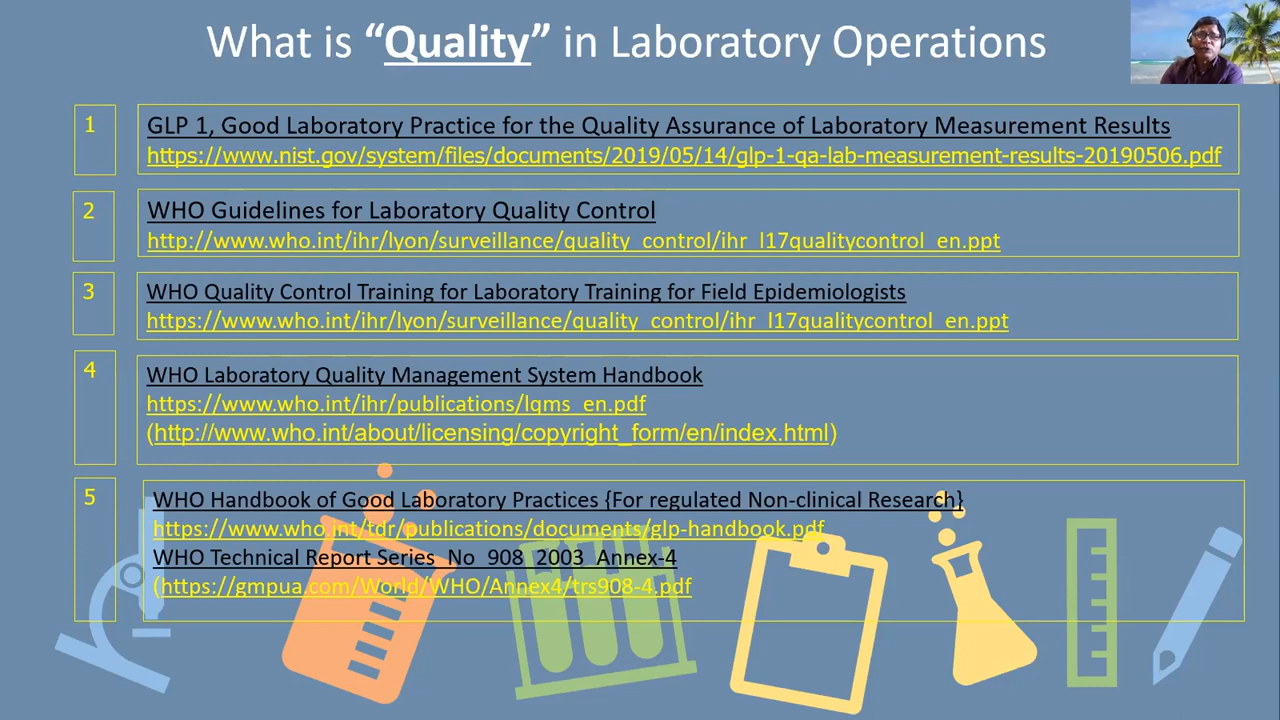 What is “Quality” in Laboratory Operations
1
GLP 1, Good Laboratory Practice for the Quality Assurance of Laboratory Measurement Results
https://www.nist.gov/system/files/documents/2019/05/14/glp-1-qa-lab-measurement-results-20190506.pdf
2
WHO Guidelines for Laboratory Quality Control
http://www.who.int/ihr/lyon/surveillance/quality_control/ihr_l17qualitycontrol_en.ppt
3
WHO Quality Control Training for Laboratory Training for Field Epidemiologists
https://www.who.int/ihr/lyon/surveillance/quality_control/ihr_l17qualitycontrol_en.ppt
4
WHO Laboratory Quality Management System Handbook
https://www.who.int/ihr/publications/lqms_en.pdf
(http://www.who.int/about/licensing/copyright_form/en/index.html)
5
WHO Handbook of Good Laboratory Practices {For regulated Non-clinical Research}
https://www.who.int/tdr/publications/documents/glp-handbook.pdf
WHO Technical Report Series_No_908_2003_Annex-4
(https://gmpua.com/World/WHO/Annex4/trs908-4.pdf